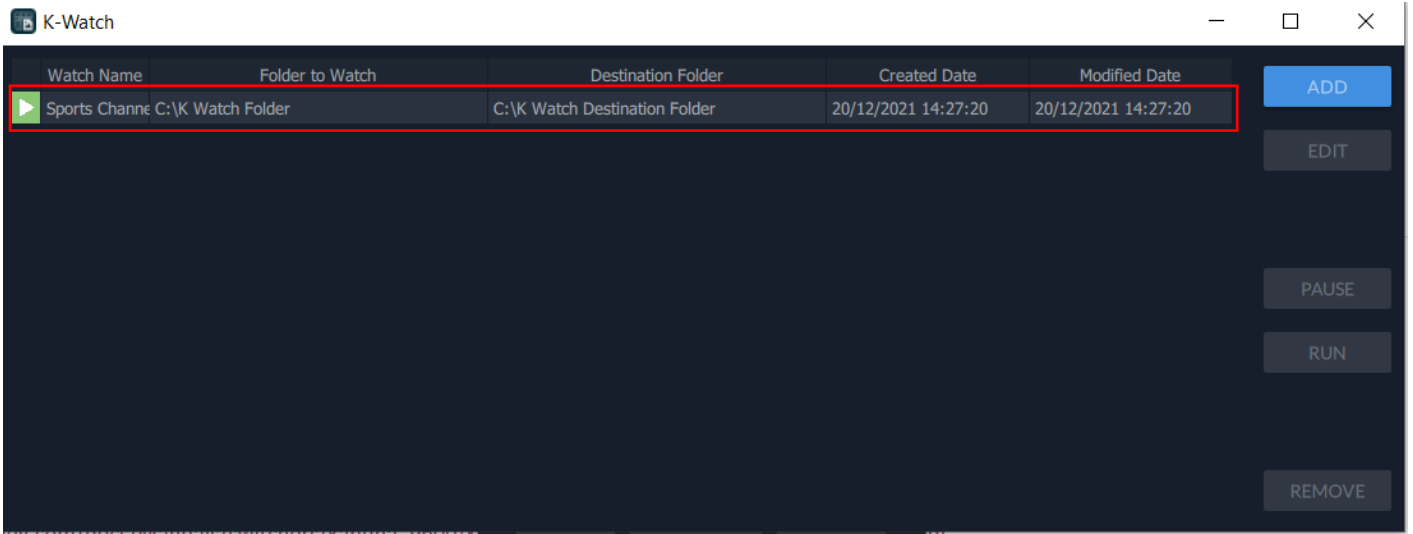 K-Watch
Watch Name Folder to Watch Destination Folder Created Date Modified Date
Sports Channe C:\K Watch Folder C:\K Watch Destination Folder 20/12/2021 14:27:20 20/12/2021 14:27:20
ADD
EDIT
PAUSE
RUN
REMOVE